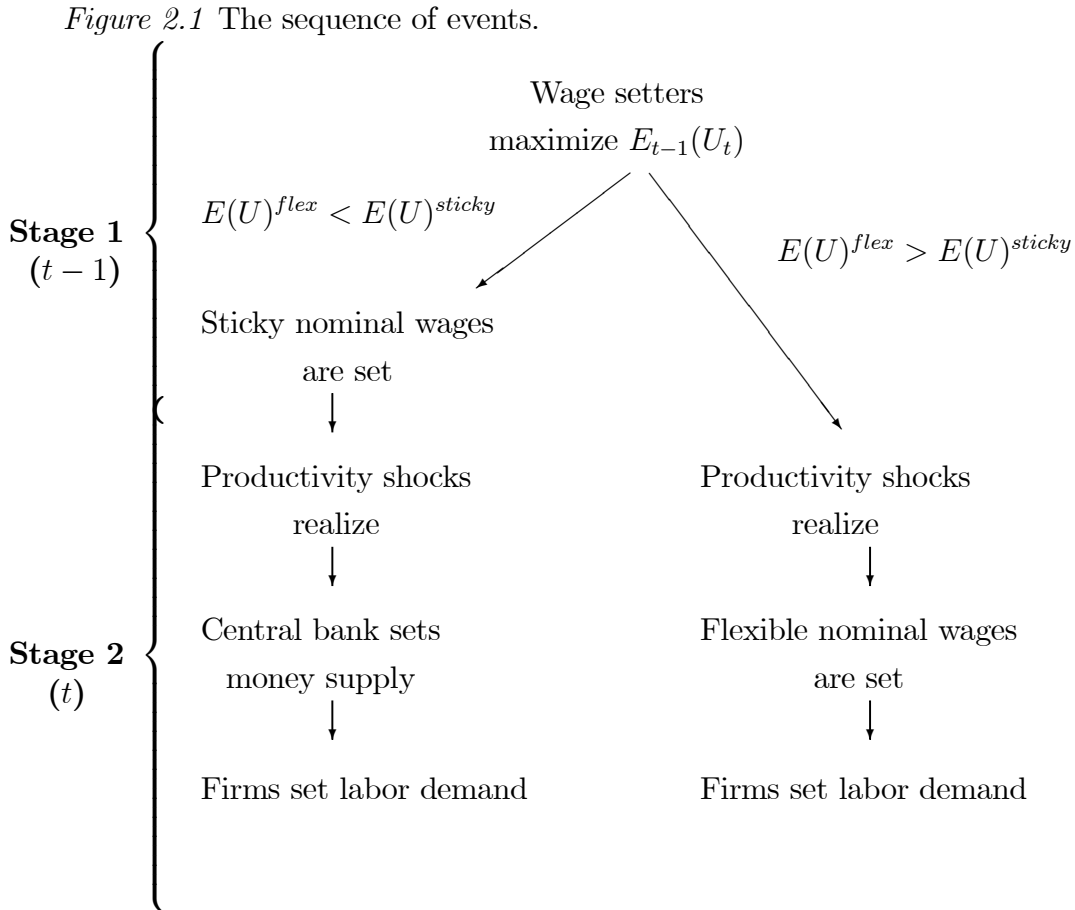 Figure 2.1 The sequence of events.
Wage setters
maximize E_{t−1}(U_t)
E(U)^{flex} < E(U)^{sticky}
E(U)^{flex} > E(U)^{sticky}
Stage 1
(t − 1)
Sticky nominal wages
are set
Productivity shocks
realize
Productivity shocks
realize
Central bank sets
money supply
Flexible nominal wages
are set
Stage 2
(t)
Firms set labor demand
Firms set labor demand